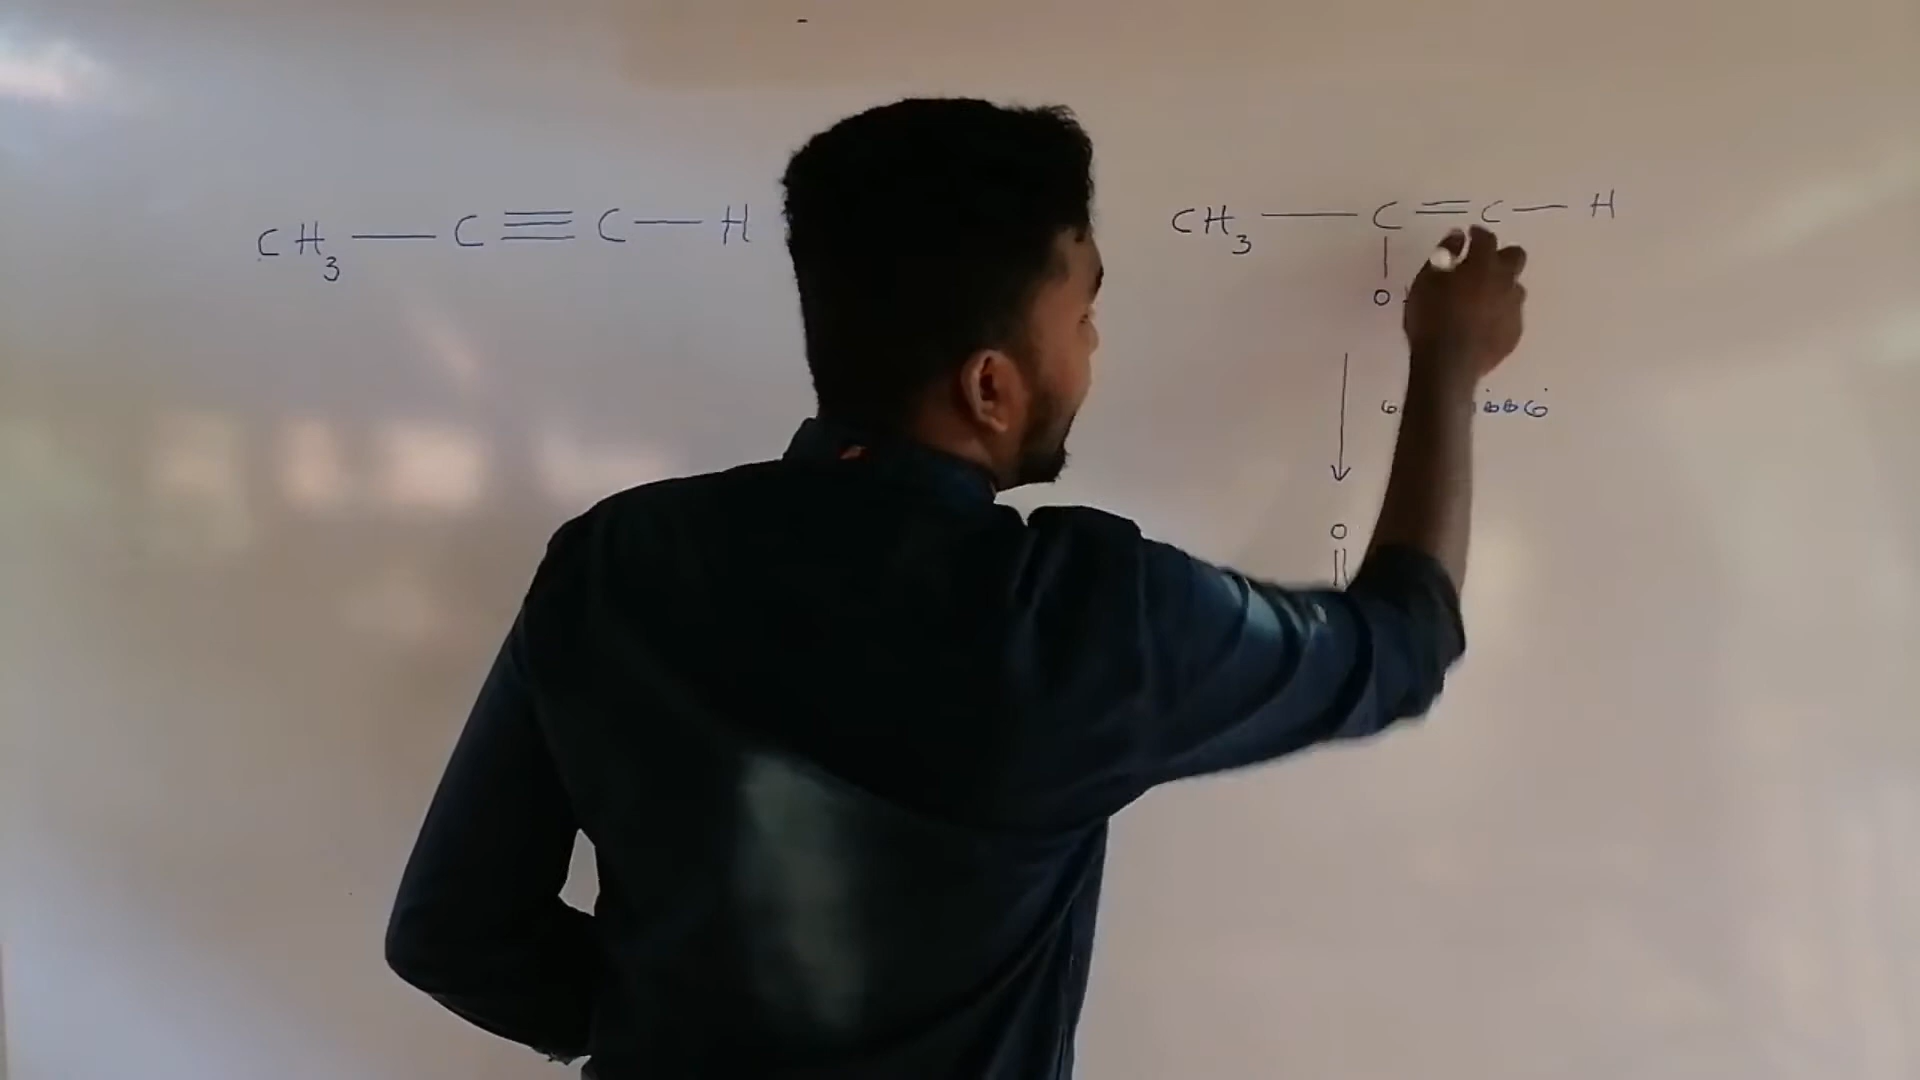 CH3 — C ≡ C — H
CH3 — C = C — H
O
O